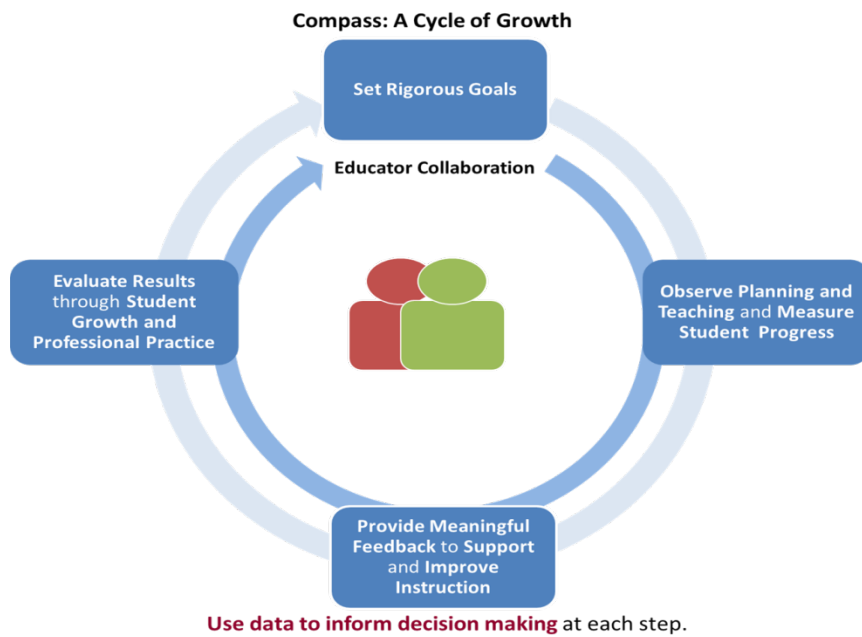 Compass: A Cycle of Growth
Set Rigorous Goals
Educator Collaboration
Evaluate Results
through Student
Growth and
Professional Practice
Observe Planning and
Teaching and Measure
Student Progress
Provide Meaningful
Feedback to Support
and Improve
Instruction
Use data to inform decision making at each step.